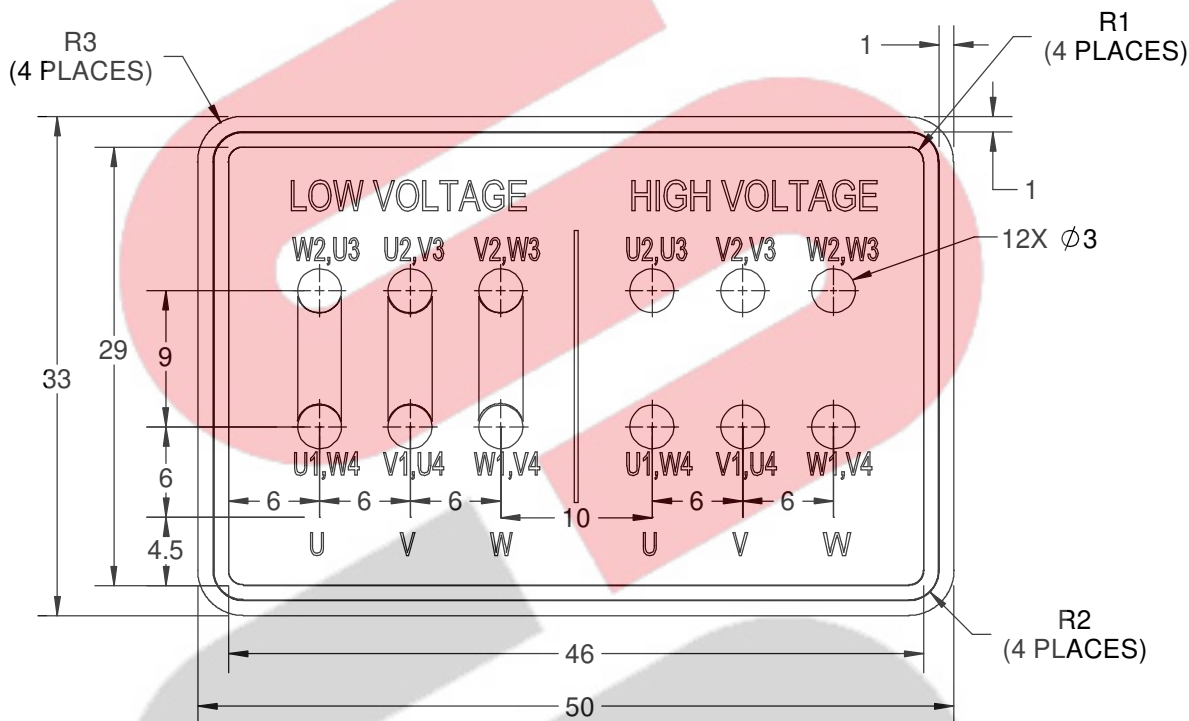 R3
(4 PLACES)
1
R1
(4 PLACES)
1
12X ∅3
LOW VOLTAGE
HIGH VOLTAGE
W2,U3 U2,V3 V2,W3
U2,U3 V2,V3 W2,W3
33
29
9
6
4.5
U1,W4 V1,U4 W1,V4
U1,W4 V1,U4 W1,V4
6 6 6 10 6 6
U V W
U V W
R2
(4 PLACES)
46
50